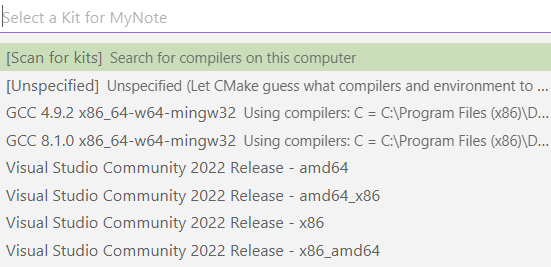 Select a Kit for MyNote
[Scan for kits] Search for compilers on this computer
[Unspecified] Unspecified (Let CMake guess what compilers and environment to ...
GCC 4.9.2 x86_64-w64-mingw32 Using compilers: C = C:\Program Files (x86)\D...
GCC 8.1.0 x86_64-w64-mingw32 Using compilers: C = C:\Program Files (x86)\D...
Visual Studio Community 2022 Release - amd64
Visual Studio Community 2022 Release - amd64_x86
Visual Studio Community 2022 Release - x86
Visual Studio Community 2022 Release - x86_amd64